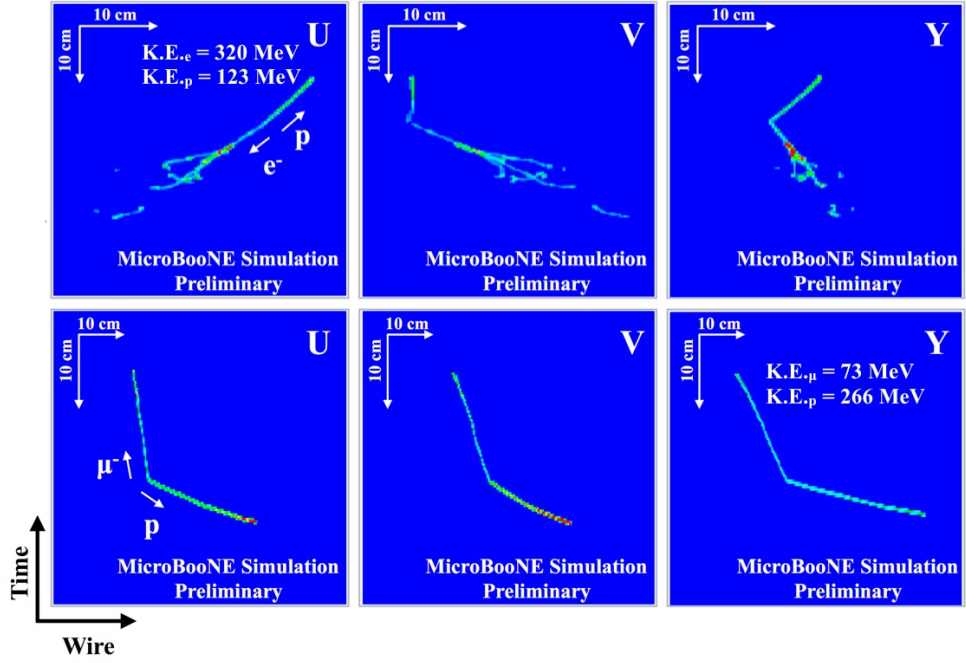 10 cm
10 cm
U
K.E.e = 320 MeV
K.E.p = 123 MeV
p
e-
MicroBooNE Simulation
Preliminary
10 cm
10 cm
V
MicroBooNE Simulation
Preliminary
10 cm
10 cm
Y
MicroBooNE Simulation
Preliminary
10 cm
10 cm
U
μ-
p
MicroBooNE Simulation
Preliminary
10 cm
10 cm
V
MicroBooNE Simulation
Preliminary
10 cm
10 cm
Y
K.E.μ = 73 MeV
K.E.p = 266 MeV
MicroBooNE Simulation
Preliminary
Time
Wire